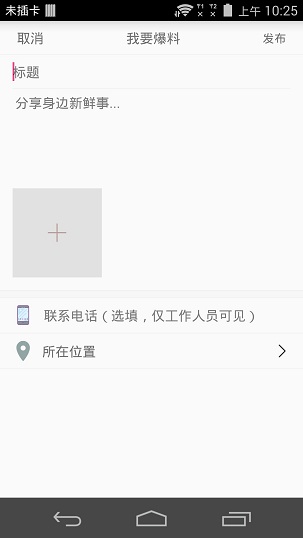 未插卡 T1 T2 上午 10:25
取消 我要爆料 发布
标题
分享身边新鲜事...
联系电话（选填，仅工作人员可见）
所在位置